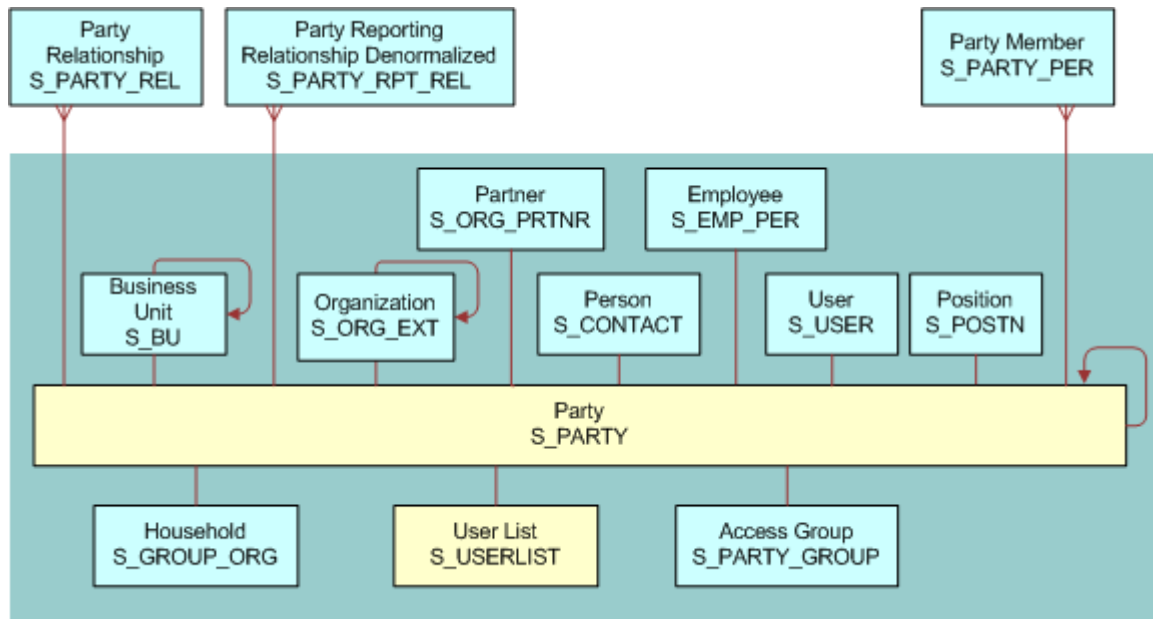 Party
Relationship
S_PARTY_REL
Party Reporting
Relationship Denormalized
S_PARTY_RPT_REL
Party Member
S_PARTY_PER
Partner
S_ORG_PRTNR
Employee
S_EMP_PER
Business
Unit
S_BU
Organization
S_ORG_EXT
Person
S_CONTACT
User
S_USER
Position
S_POSTN
Party
S_PARTY
Household
S_GROUP_ORG
User List
S_USERLIST
Access Group
S_PARTY_GROUP